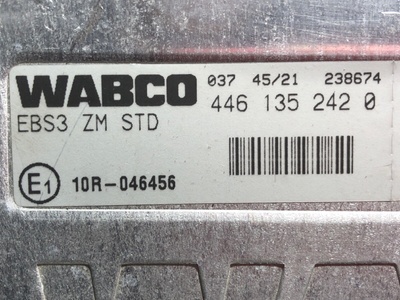 WABCO 037 45/21 238674
446 135 242 0
EBS3 ZM STD
E1 10R-046456